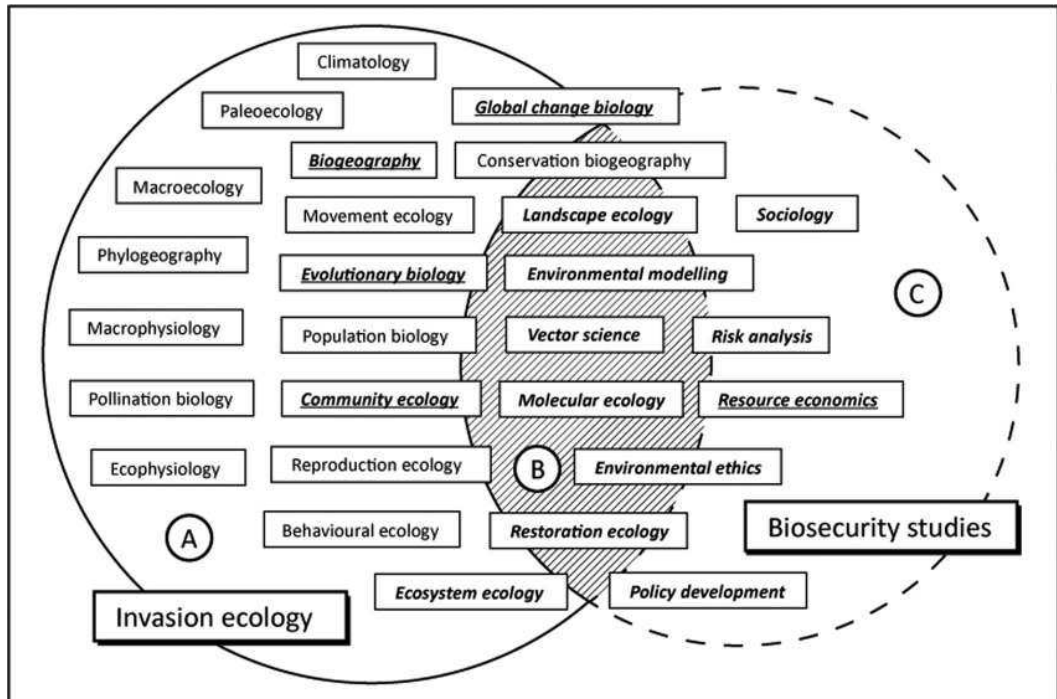 Climatology
Paleoecology
Global change biology
Biogeography
Conservation biogeography
Macroecology
Movement ecology
Landscape ecology
Sociology
Phylogeography
Evolutionary biology
Environmental modelling
C
Macrophysiology
Population biology
Vector science
Risk analysis
Pollination biology
Community ecology
Molecular ecology
Resource economics
Ecophysiology
Reproduction ecology
B
Environmental ethics
A
Behavioural ecology
Restoration ecology
Biosecurity studies
Ecosystem ecology
Policy development
Invasion ecology